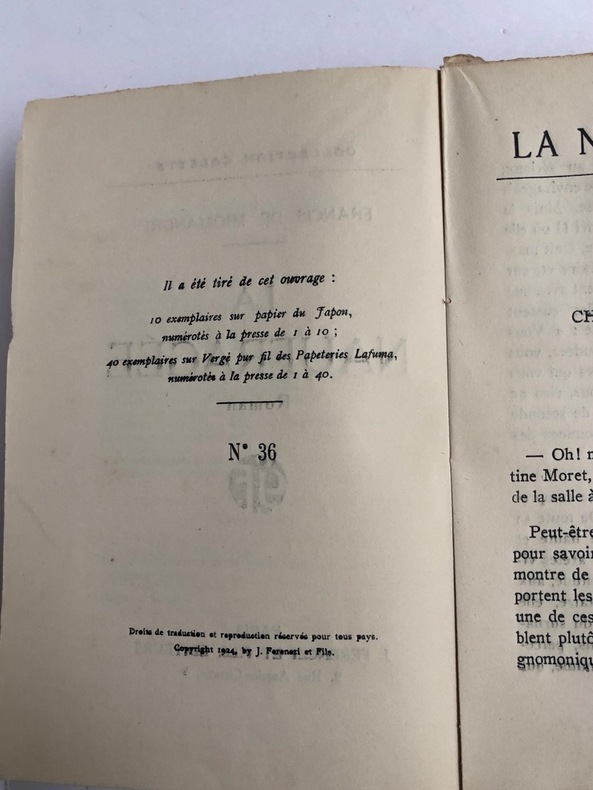 Il a été tiré de cet ouvrage :
10 exemplaires sur papier du Japon,
numérotés à la presse de 1 à 10 ;
40 exemplaires sur Vergé pur fil des Papeteries Lafuma,
numérotés à la presse de 1 à 40.
N° 36
Droits de traduction et reproduction réservés pour tous pays.
Copyright 1924, by J. Ferenczi et Fils.
LA N
CH
— Oh! n
tine Moret,
de la salle à
Peut-être
pour savoir
montre de
portent les
une de ces
blent plutô
gnomoniqu